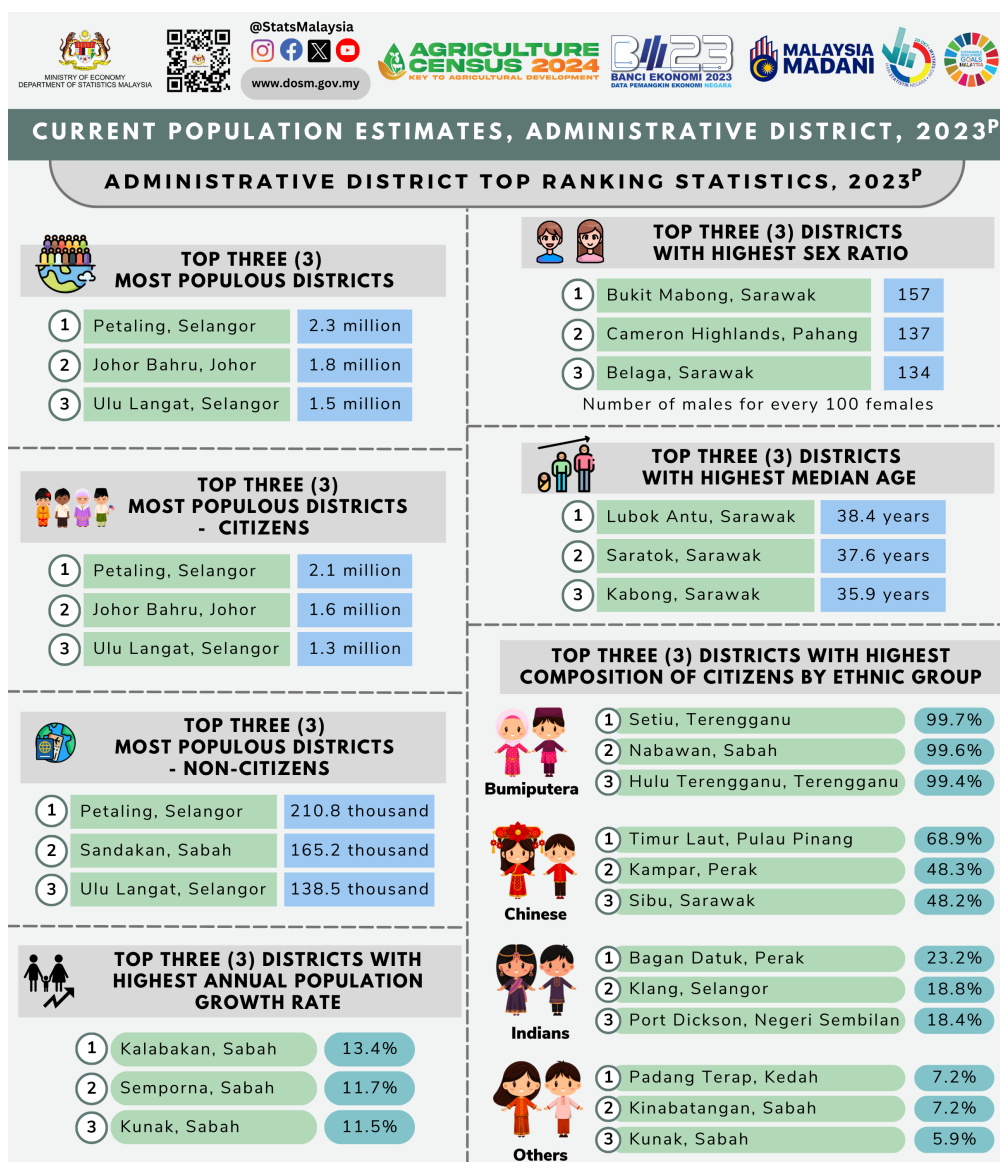 @StatsMalaysia
MINISTRY OF ECONOMY
DEPARTMENT OF STATISTICS MALAYSIA
www.dosm.gov.my
AGRICULTURE
CENSUS 2024
KEY TO AGRICULTURAL DEVELOPMENT
B//23
BANCI EKONOMI 2023
DATA PEMANGKIN EKONOMI NEGARA
MALAYSIA
MADANI
CURRENT POPULATION ESTIMATES, ADMINISTRATIVE DISTRICT, 2023ᴾ
ADMINISTRATIVE DISTRICT TOP RANKING STATISTICS, 2023ᴾ
TOP THREE (3)
MOST POPULOUS DISTRICTS
1 Petaling, Selangor 2.3 million
2 Johor Bahru, Johor 1.8 million
3 Ulu Langat, Selangor 1.5 million
TOP THREE (3)
MOST POPULOUS DISTRICTS
- CITIZENS
1 Petaling, Selangor 2.1 million
2 Johor Bahru, Johor 1.6 million
3 Ulu Langat, Selangor 1.3 million
TOP THREE (3)
MOST POPULOUS DISTRICTS
- NON-CITIZENS
1 Petaling, Selangor 210.8 thousand
2 Sandakan, Sabah 165.2 thousand
3 Ulu Langat, Selangor 138.5 thousand
TOP THREE (3) DISTRICTS WITH
HIGHEST ANNUAL POPULATION
GROWTH RATE
1 Kalabakan, Sabah 13.4%
2 Semporna, Sabah 11.7%
3 Kunak, Sabah 11.5%
TOP THREE (3) DISTRICTS
WITH HIGHEST SEX RATIO
1 Bukit Mabong, Sarawak 157
2 Cameron Highlands, Pahang 137
3 Belaga, Sarawak 134
Number of males for every 100 females
TOP THREE (3) DISTRICTS
WITH HIGHEST MEDIAN AGE
1 Lubok Antu, Sarawak 38.4 years
2 Saratok, Sarawak 37.6 years
3 Kabong, Sarawak 35.9 years
TOP THREE (3) DISTRICTS WITH HIGHEST
COMPOSITION OF CITIZENS BY ETHNIC GROUP
1 Setiu, Terengganu 99.7%
2 Nabawan, Sabah 99.6%
3 Hulu Terengganu, Terengganu 99.4%
Bumiputera
1 Timur Laut, Pulau Pinang 68.9%
2 Kampar, Perak 48.3%
3 Sibu, Sarawak 48.2%
Chinese
1 Bagan Datuk, Perak 23.2%
2 Klang, Selangor 18.8%
3 Port Dickson, Negeri Sembilan 18.4%
Indians
1 Padang Terap, Kedah 7.2%
2 Kinabatangan, Sabah 7.2%
3 Kunak, Sabah 5.9%
Others